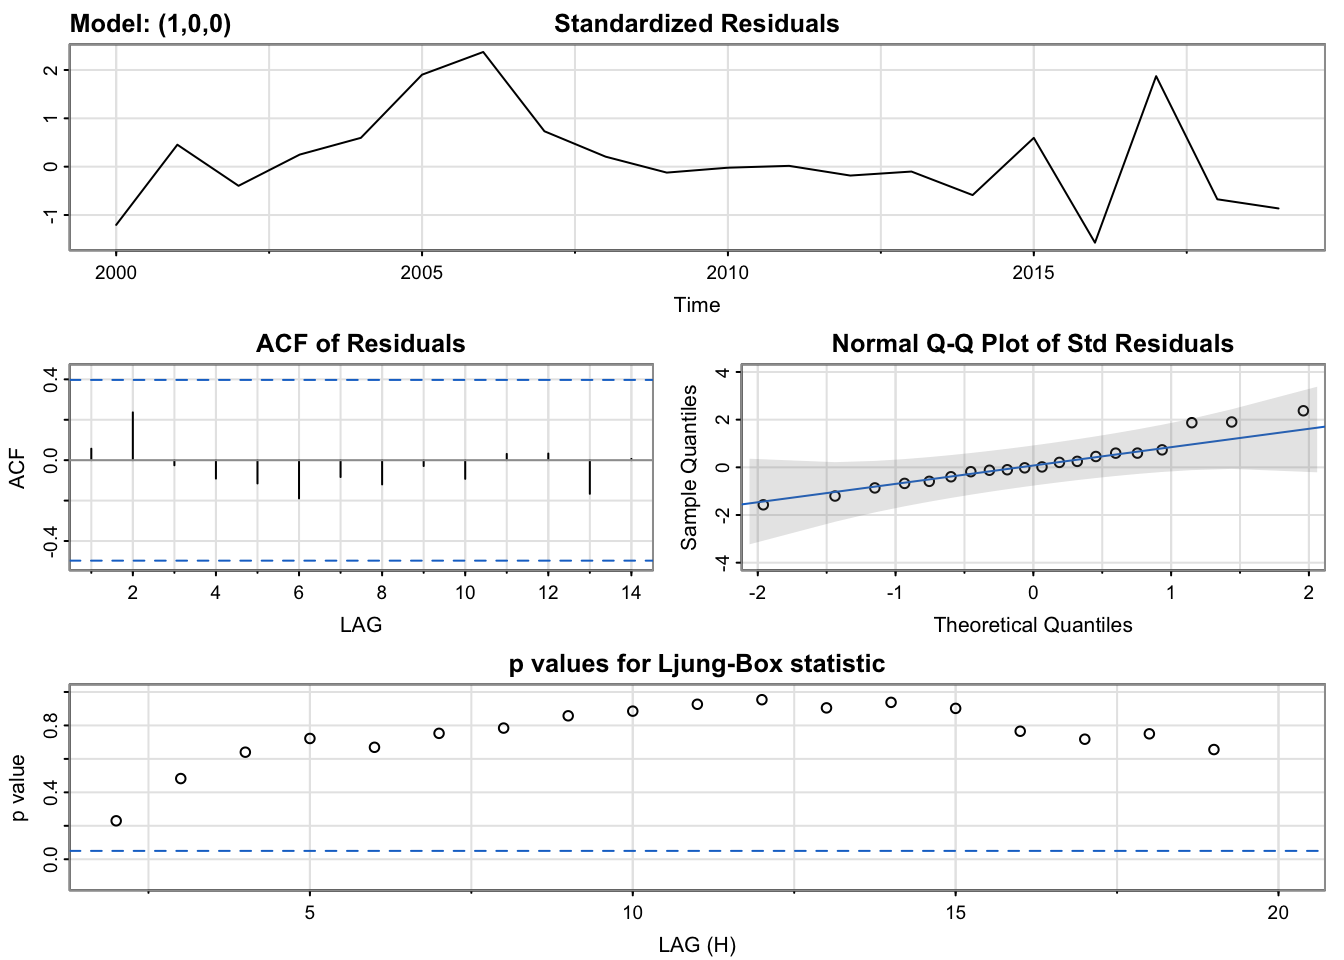 Model: (1,0,0) Standardized Residuals
2
1
0
-1
2000 2005 2010 2015
Time
ACF of Residuals
ACF
0.4
0.0
-0.4
2 4 6 8 10 12 14
LAG
Normal Q-Q Plot of Std Residuals
Sample Quantiles
4
2
0
-2
-4
-2 -1 0 1 2
Theoretical Quantiles
p values for Ljung-Box statistic
p value
0.8
0.4
0.0
5 10 15 20
LAG (H)